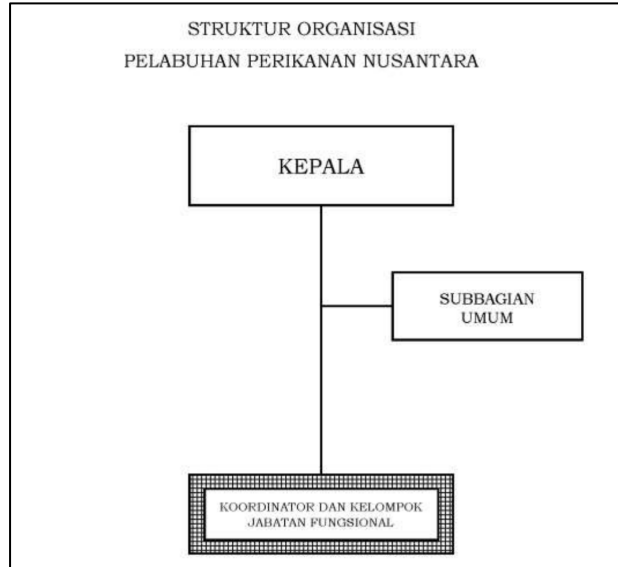 STRUKTUR ORGANISASI
PELABUHAN PERIKANAN NUSANTARA
KEPALA
SUBBAGIAN
UMUM
KOORDINATOR DAN KELOMPOK
JABATAN FUNGSIONAL